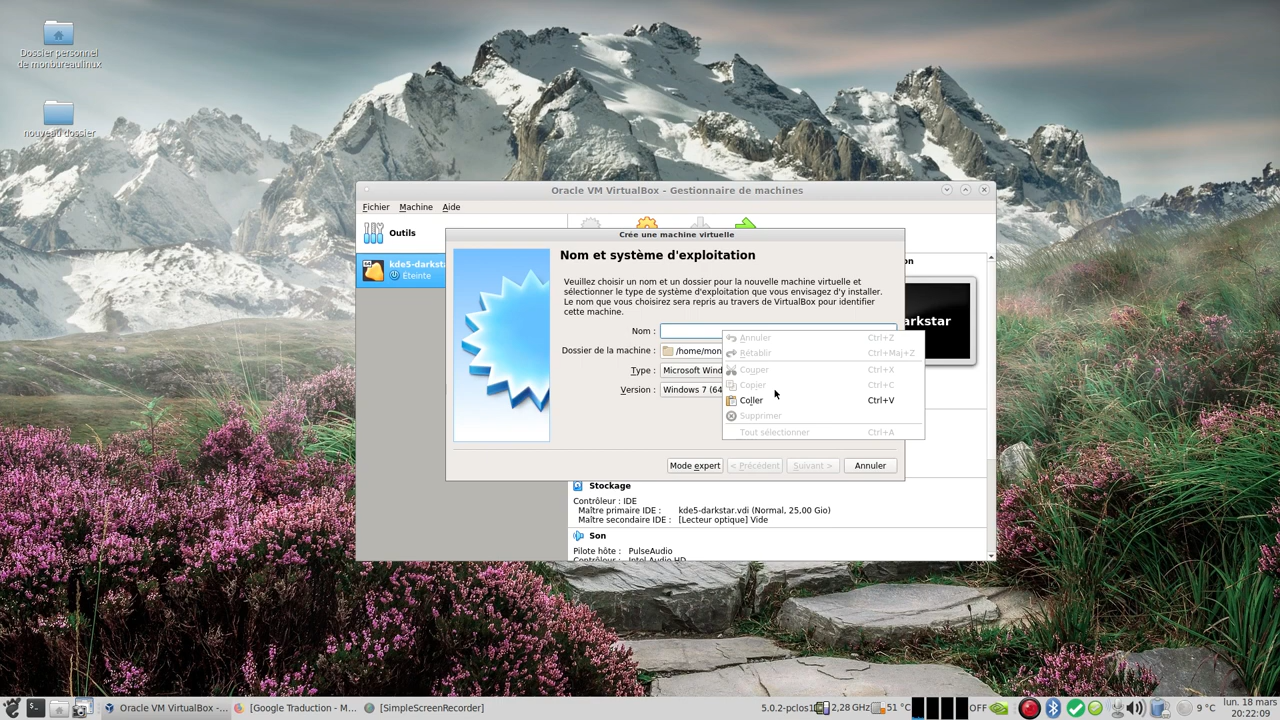 Dossier personnel
de monbureaulinux
nouveau dossier
Oracle VM VirtualBox - Gestionnaire de machines
Fichier Machine Aide
Outils
kde5-darksta
Éteinte
on
arkstar
Crée une machine virtuelle
Nom et système d'exploitation
Veuillez choisir un nom et un dossier pour la nouvelle machine virtuelle et
sélectionner le type de système d'exploitation que vous envisagez d'y installer.
Le nom que vous choisirez sera repris au travers de VirtualBox pour identifier
cette machine.
Nom :
Dossier de la machine : /home/mon
Type : Microsoft Wind
Version : Windows 7 (64
Annuler Ctrl+Z
Rétablir Ctrl+Maj+Z
Couper Ctrl+X
Copier Ctrl+C
Coller Ctrl+V
Supprimer
Tout sélectionner Ctrl+A
Mode expert < Précédent Suivant > Annuler
Stockage
Contrôleur : IDE
Maître primaire IDE : kde5-darkstar.vdi (Normal, 25,00 Gio)
Maître secondaire IDE : [Lecteur optique] Vide
Son
Pilote hôte : PulseAudio
Contrôleur : Intel Audio HD
Oracle VM VirtualBox -... [Google Traduction - M... [SimpleScreenRecorder] 5.0.2-pclos1 2,28 GHz 51 °C OFF 9 °C lun. 18 mars
20:22:09